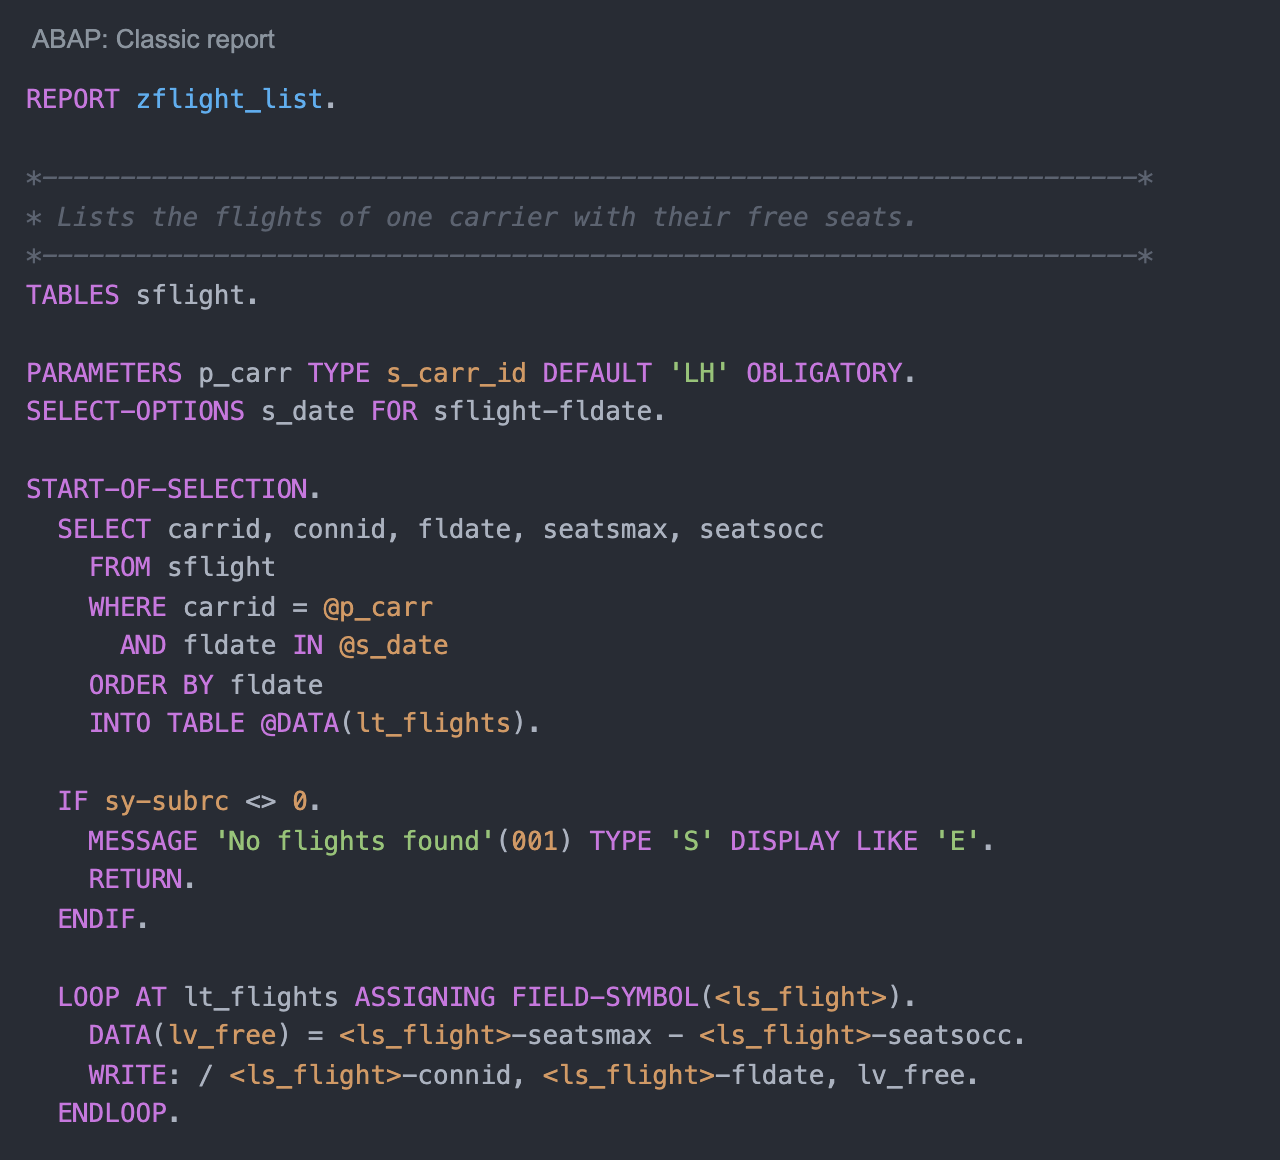 ABAP: Classic report
REPORT zflight_list.
*----------------------------------------------------------------------*
* Lists the flights of one carrier with their free seats.
*----------------------------------------------------------------------*
TABLES sflight.
PARAMETERS p_carr TYPE s_carr_id DEFAULT 'LH' OBLIGATORY.
SELECT-OPTIONS s_date FOR sflight-fldate.
START-OF-SELECTION.
  SELECT carrid, connid, fldate, seatsmax, seatsocc
    FROM sflight
    WHERE carrid = @p_carr
      AND fldate IN @s_date
    ORDER BY fldate
    INTO TABLE @DATA(lt_flights).
  IF sy-subrc <> 0.
    MESSAGE 'No flights found'(001) TYPE 'S' DISPLAY LIKE 'E'.
    RETURN.
  ENDIF.
  LOOP AT lt_flights ASSIGNING FIELD-SYMBOL(<ls_flight>).
    DATA(lv_free) = <ls_flight>-seatsmax - <ls_flight>-seatsocc.
    WRITE: / <ls_flight>-connid, <ls_flight>-fldate, lv_free.
  ENDLOOP.